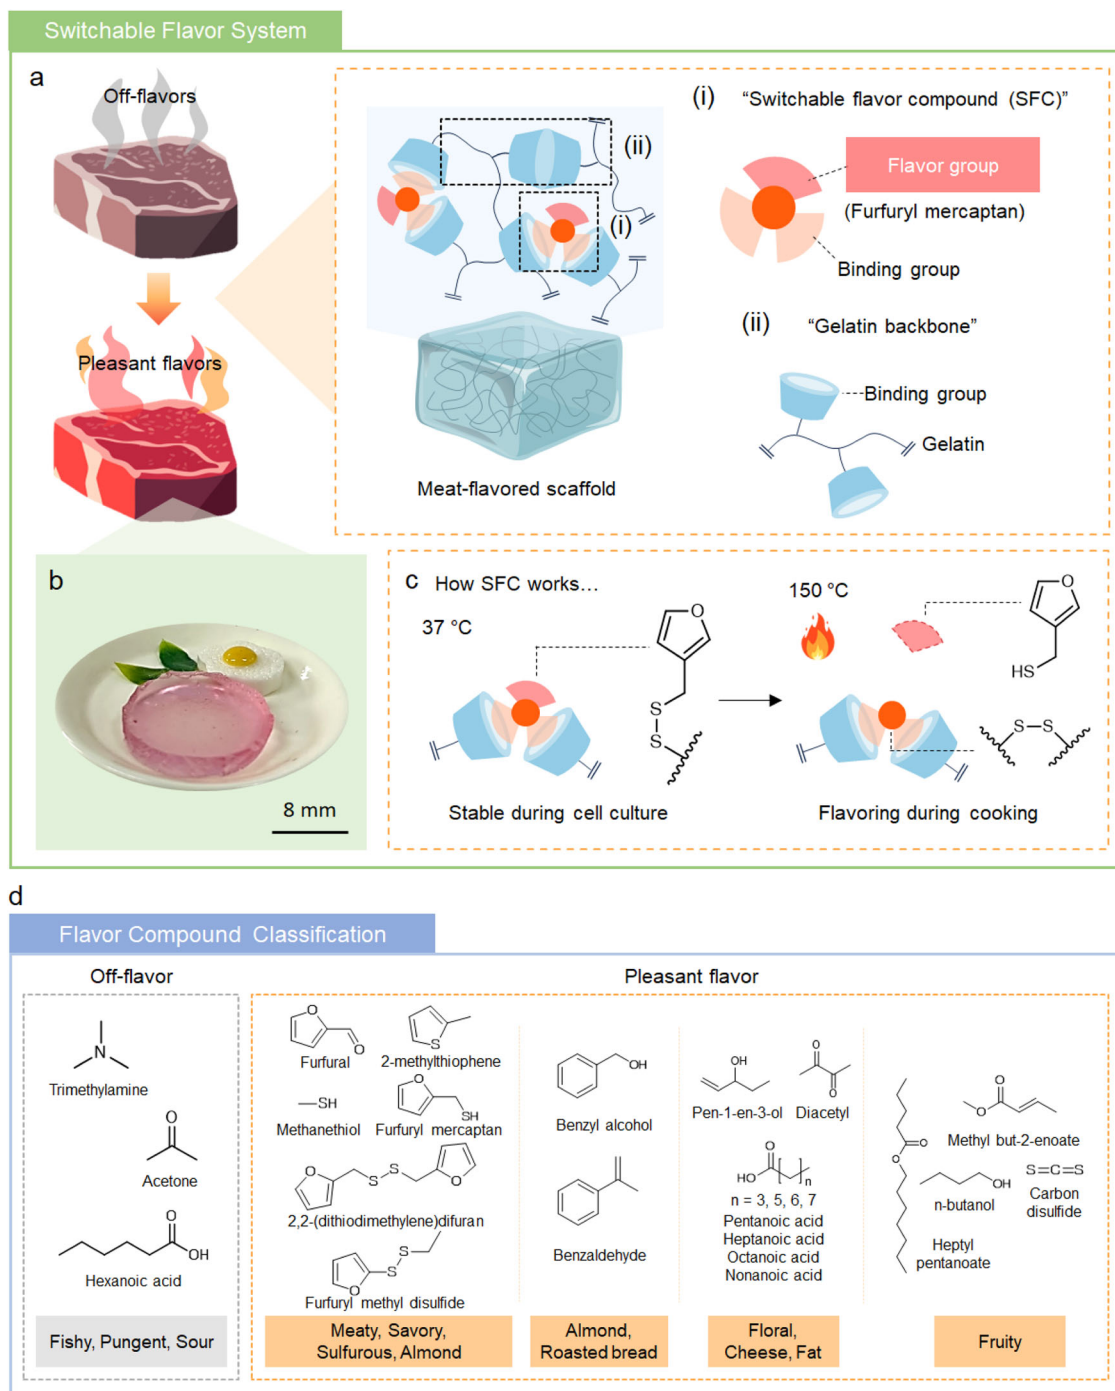 Switchable Flavor System
a
Off-flavors
Pleasant flavors
(ii)
(i)
Meat-flavored scaffold
(i) “Switchable flavor compound (SFC)”
Flavor group
(Furfuryl mercaptan)
Binding group
(ii) “Gelatin backbone”
Binding group
Gelatin
b
8 mm
c How SFC works...
37 °C
O
S
S
Stable during cell culture
150 °C
O
HS
S S
Flavoring during cooking
d
Flavor Compound Classification
Off-flavor
N
Trimethylamine
O
Acetone
O
OH
Hexanoic acid
Fishy, Pungent, Sour
Pleasant flavor
O
O
Furfural
S
2-methylthiophene
SH
Methanethiol
O
SH
Furfuryl mercaptan
O
S
S
O
2,2-(dithiodimethylene)difuran
O
S
S
Furfuryl methyl disulfide
Meaty, Savory,
Sulfurous, Almond
OH
Benzyl alcohol
Benzaldehyde
Almond,
Roasted bread
OH
Pen-1-en-3-ol
O
O
Diacetyl
O
HO
n
n = 3, 5, 6, 7
Pentanoic acid
Heptanoic acid
Octanoic acid
Nonanoic acid
Floral,
Cheese, Fat
O
O
Heptyl
pentanoate
O
O
Methyl but-2-enoate
OH
n-butanol
S=C=S
Carbon
disulfide
Fruity